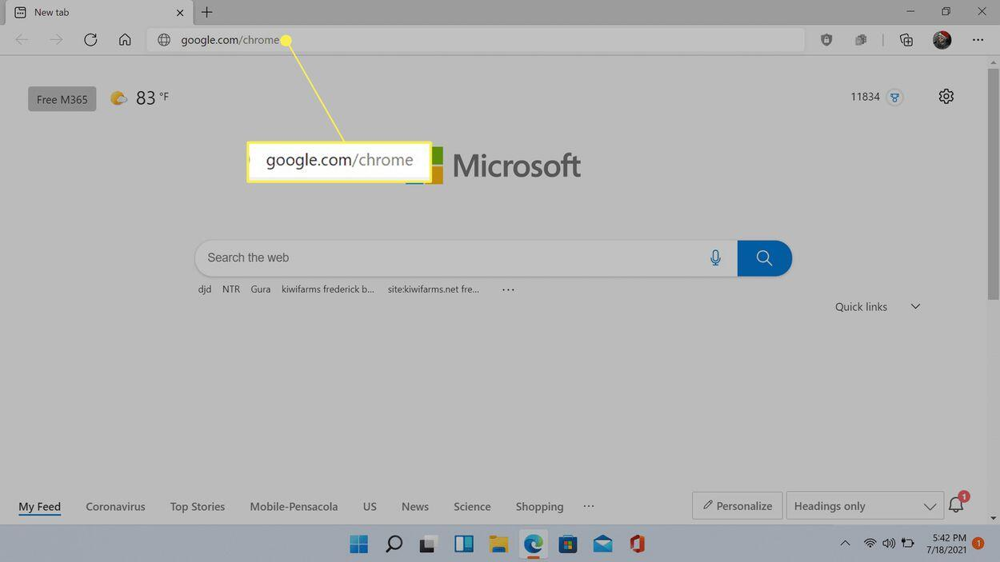 New tab
google.com/chrome
Free M365
83 °F
11834
google.com/chrome
Microsoft
Search the web
djd NTR Gura kiwifarms frederick b... site:kiwifarms.net fre... ...
Quick links
My Feed Coronavirus Top Stories Mobile-Pensacola US News Science Shopping ... Personalize Headings only 1
5:42 PM
7/18/2021 1